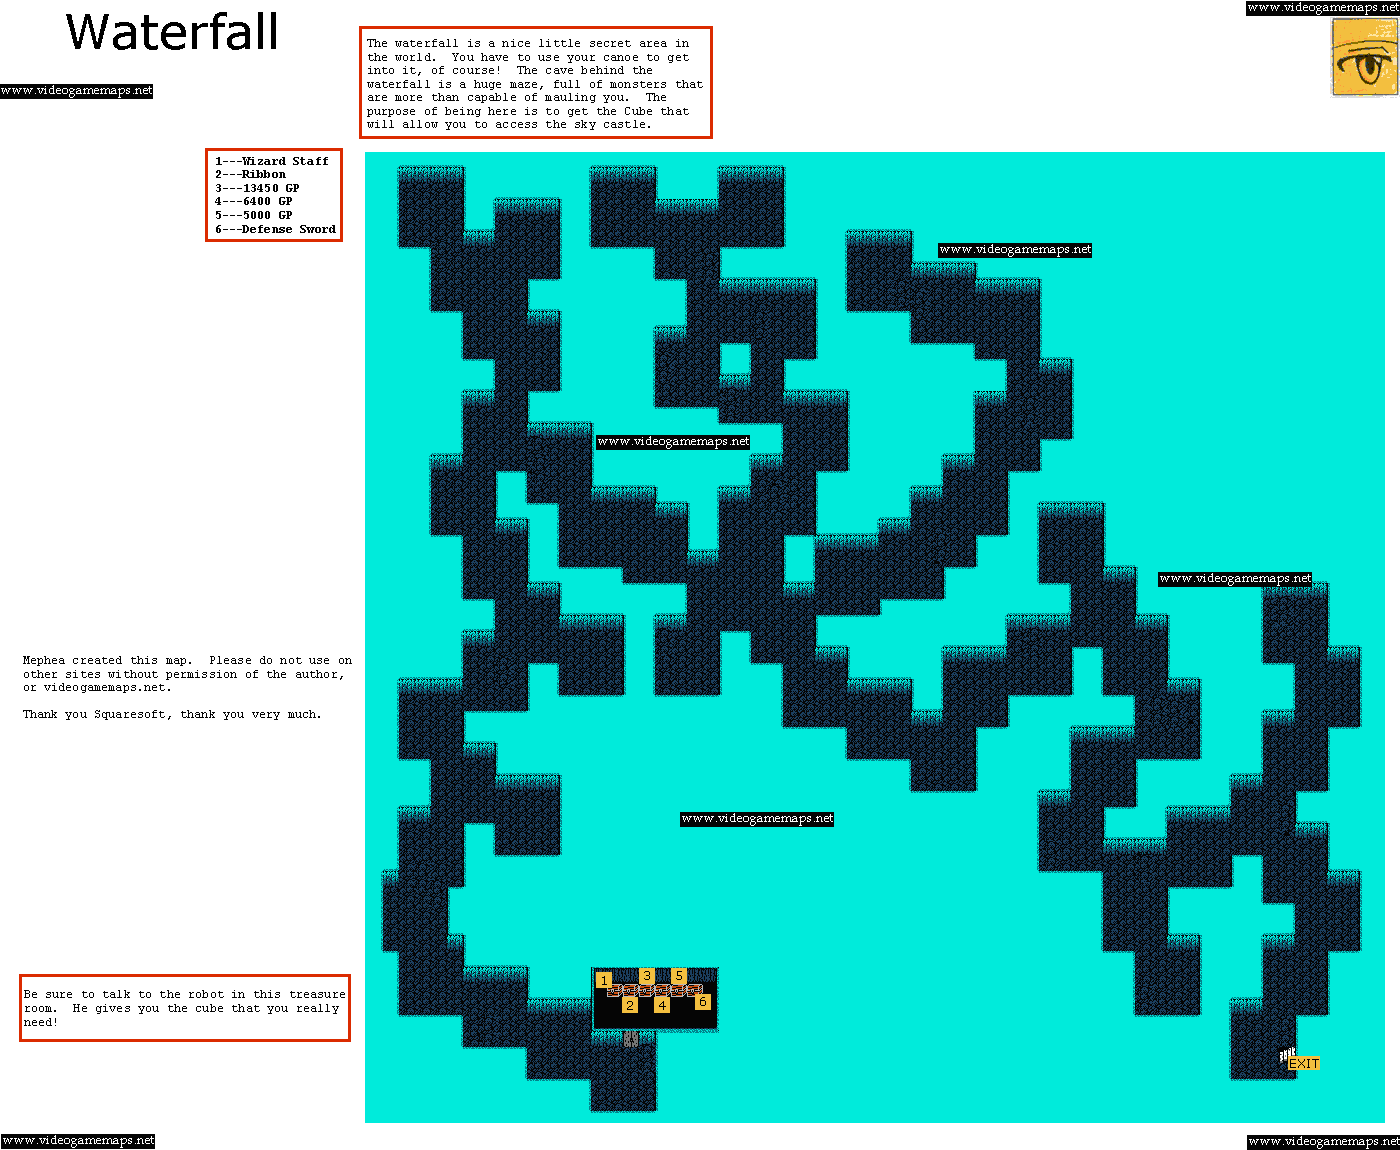 www.videogamemaps.net
Waterfall
The waterfall is a nice little secret area in
the world.  You have to use your canoe to get
into it, of course!  The cave behind the
waterfall is a huge maze, full of monsters that
are more than capable of mauling you.  The
purpose of being here is to get the Cube that
will allow you to access the sky castle.
www.videogamemaps.net
1---Wizard Staff
2---Ribbon
3---13450 GP
4---6400 GP
5---5000 GP
6---Defense Sword
www.videogamemaps.net
www.videogamemaps.net
www.videogamemaps.net
Mephea created this map.  Please do not use on
other sites without permission of the author,
or videogamemaps.net.
Thank you Squaresoft, thank you very much.
www.videogamemaps.net
1 3 5
2 4 6
Be sure to talk to the robot in this treasure
room.  He gives you the cube that you really
need!
EXIT
www.videogamemaps.net
www.videogamemaps.net